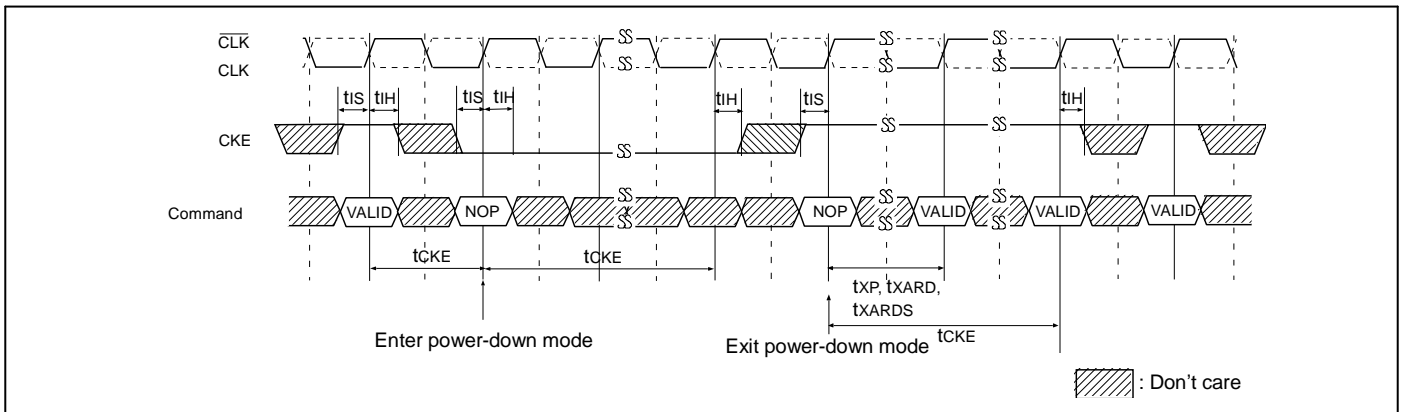 CLK
CLK
tIS tIH tIS tIH tIH tIS tIH
CKE
Command VALID NOP NOP VALID VALID VALID
tCKE tCKE
tXP, tXARD,
tXARDS
Enter power-down mode Exit power-down mode tCKE
: Don't care